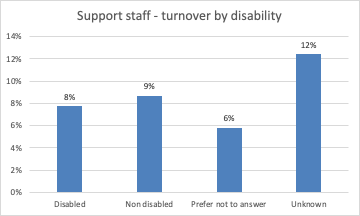 Support staff - turnover by disability
14%
12%
10%
8%
6%
4%
2%
0%
8%
9%
6%
12%
Disabled
Non disabled
Prefer not to answer
Unknown